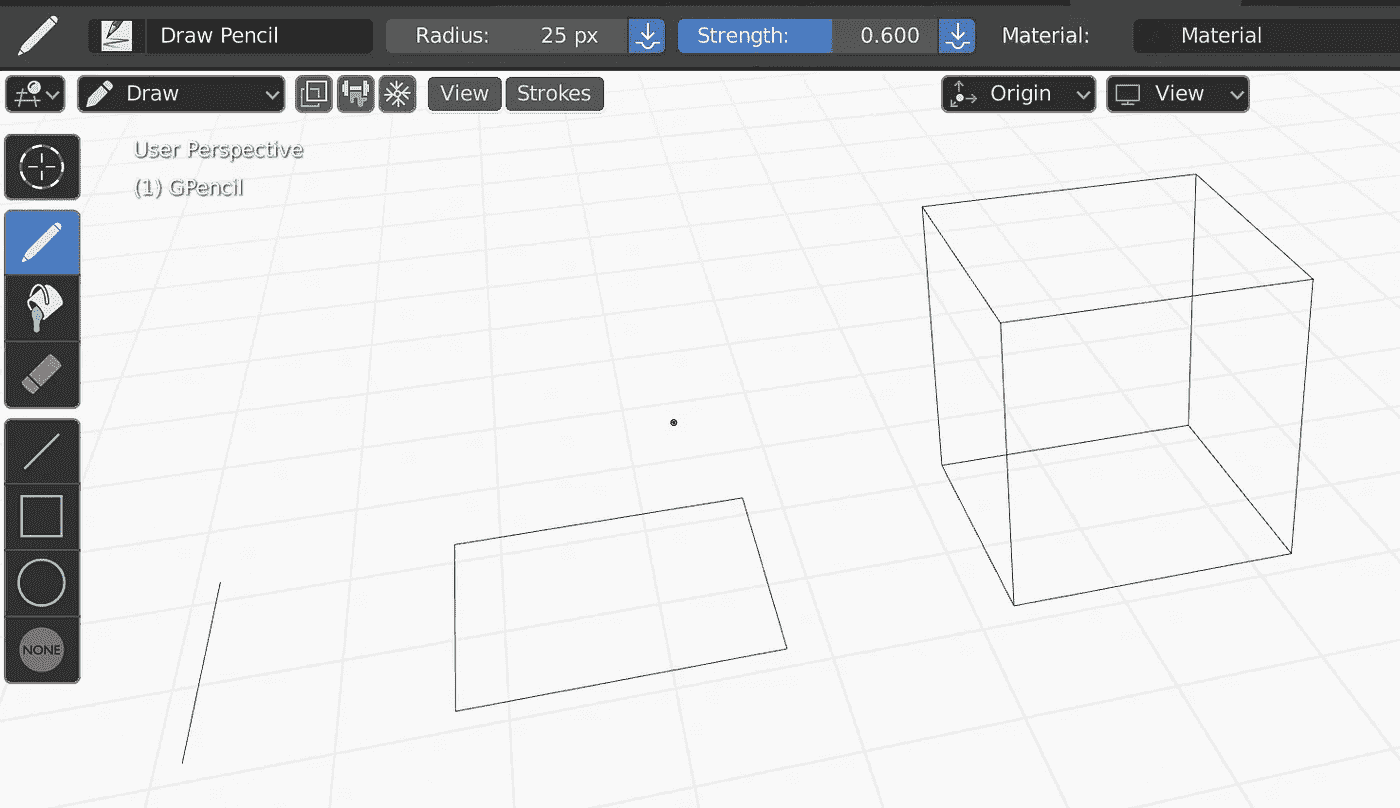 Draw Pencil Radius: 25 px Strength: 0.600 Material: Material
Draw View Strokes Origin View
User Perspective
(1) GPencil
NONE